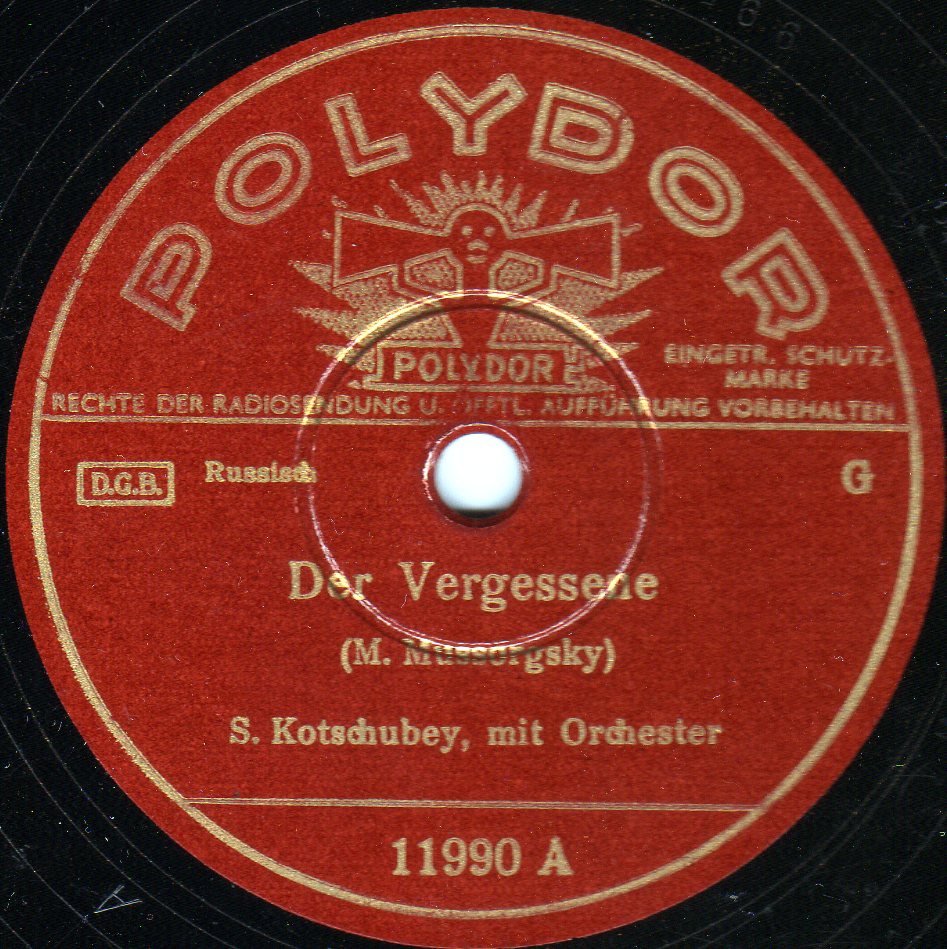 POLYDOR
POLYDOR
EINGETR. SCHUTZ-
MARKE
RECHTE DER RADIOSENDUNG U. ÖFFTL. AUFFÜHRUNG VORBEHALTEN
D.G.B. Russisch G
Der Vergessene
(M. Mussorgsky)
S. Kotschubey, mit Orchester
11990 A
A